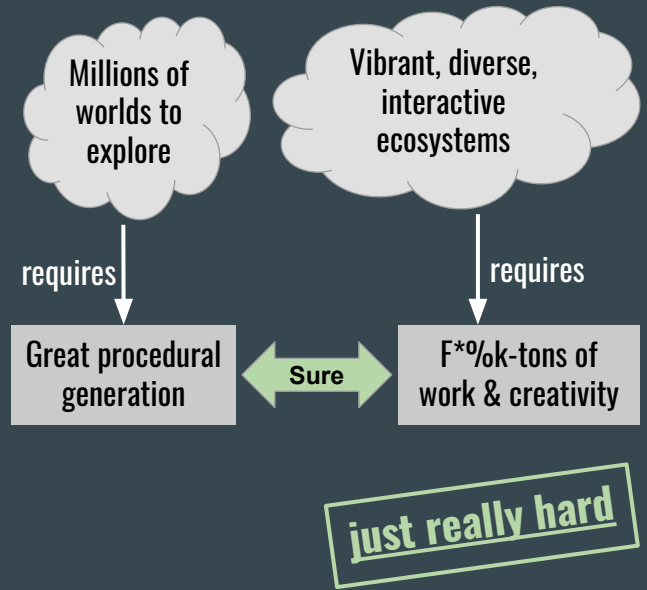 Millions of
worlds to
explore
Vibrant, diverse,
interactive
ecosystems
requires
requires
Great procedural
generation
Sure
F*%k-tons of
work & creativity
just really hard